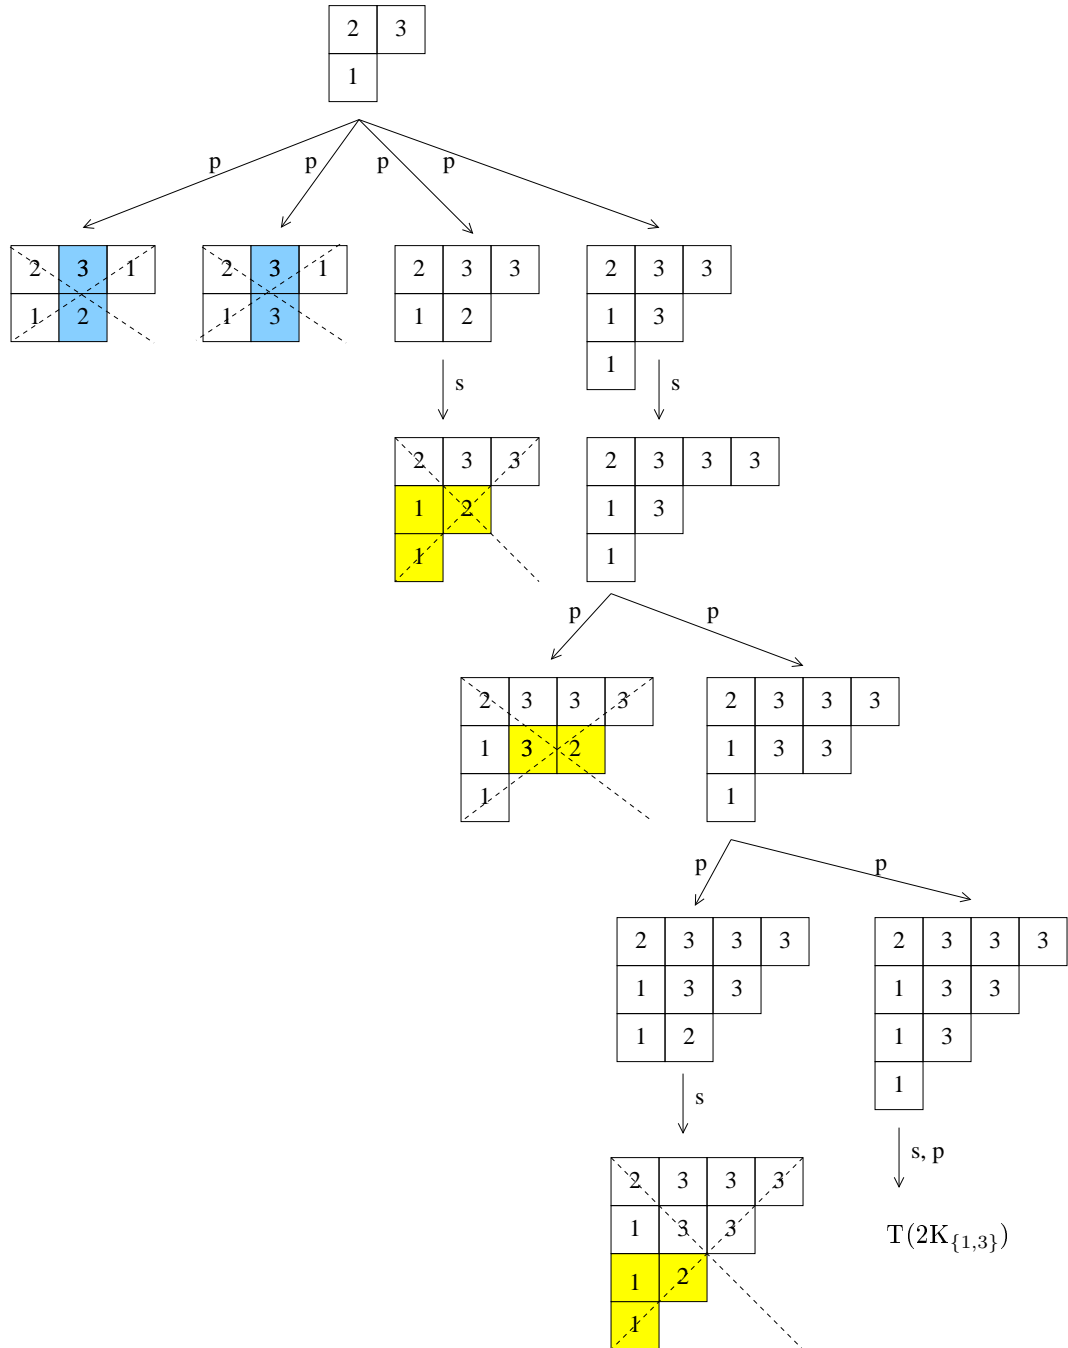 2 3
1
p p p p
2 3 1 2 3 1 2 3 3 2 3 3
1 2 1 3 1 2 1 3
1
s s
2 3 3 2 3 3 3
1 2 1 3
1 1
p p
2 3 3 3 2 3 3 3
1 3 2 1 3 3
1 1
p p
2 3 3 3 2 3 3 3
1 3 3 1 3 3
1 2 1 3
1
s s, p
2 3 3 3
1 3 3 T(2K_{\{1,3\}})
1 2
1